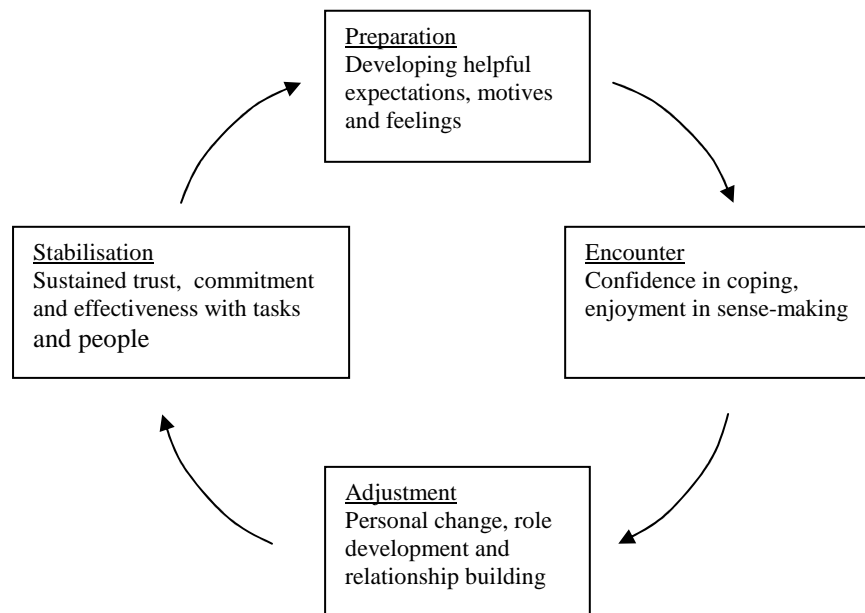 Preparation
Developing helpful
expectations, motives
and feelings
Encounter
Confidence in coping,
enjoyment in sense-making
Adjustment
Personal change, role
development and
relationship building
Stabilisation
Sustained trust,  commitment
and effectiveness with tasks
and people